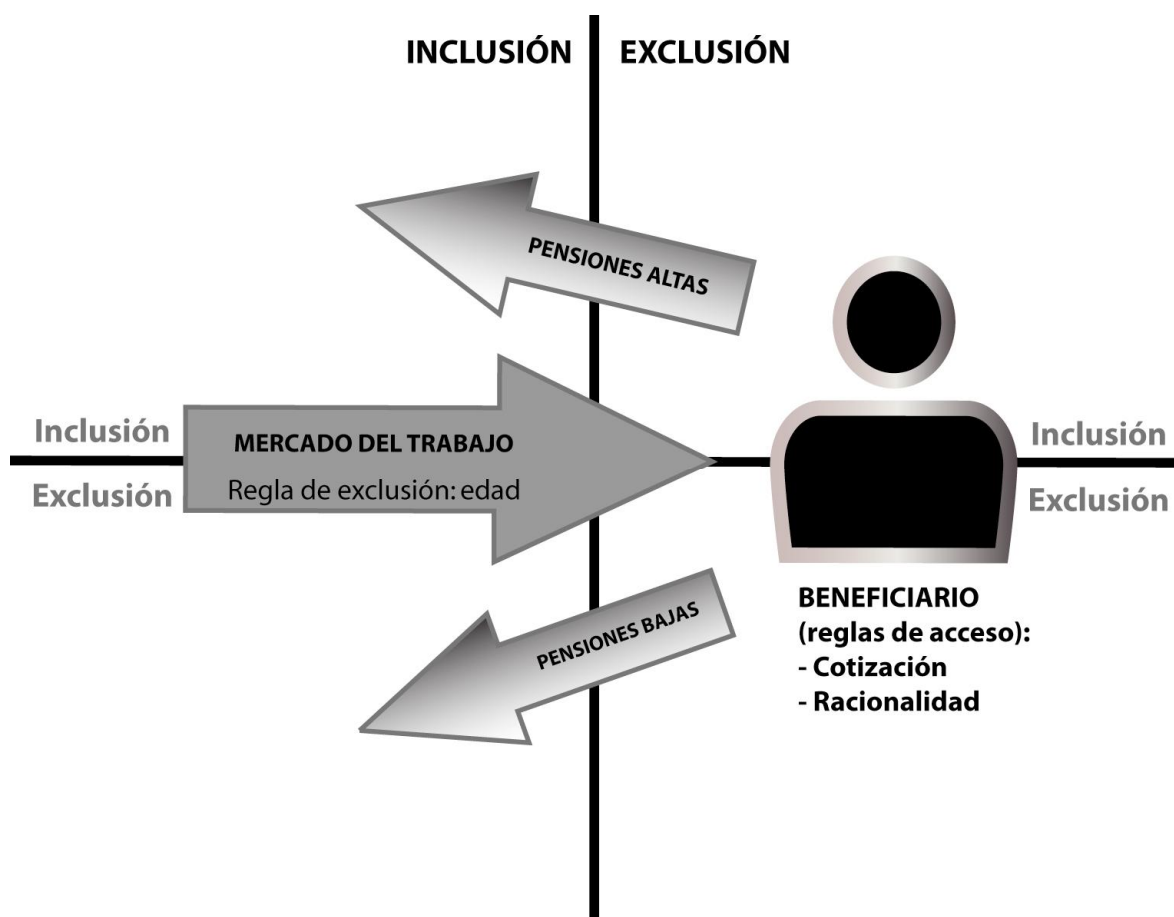 INCLUSIÓN
EXCLUSIÓN
PENSIONES ALTAS
Inclusión
Exclusión
MERCADO DEL TRABAJO
Regla de exclusión: edad
Inclusión
Exclusión
PENSIONES BAJAS
BENEFICIARIO
(reglas de acceso):
- Cotización
- Racionalidad